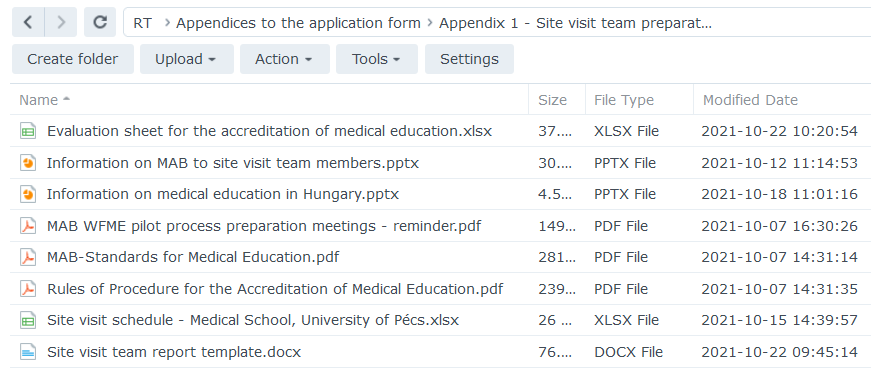 RT > Appendices to the application form > Appendix 1 - Site visit team preparat...
Create folder Upload Action Tools Settings
Name Size File Type Modified Date
Evaluation sheet for the accreditation of medical education.xlsx 37.... XLSX File 2021-10-22 10:20:54
Information on MAB to site visit team members.pptx 30.... PPTX File 2021-10-12 11:14:53
Information on medical education in Hungary.pptx 4.5... PPTX File 2021-10-18 11:01:16
MAB WFME pilot process preparation meetings - reminder.pdf 149... PDF File 2021-10-07 16:30:26
MAB-Standards for Medical Education.pdf 281... PDF File 2021-10-07 14:31:14
Rules of Procedure for the Accreditation of Medical Education.pdf 239... PDF File 2021-10-07 14:31:35
Site visit schedule - Medical School, University of Pécs.xlsx 26 ... XLSX File 2021-10-15 14:39:57
Site visit team report template.docx 76.... DOCX File 2021-10-22 09:45:14